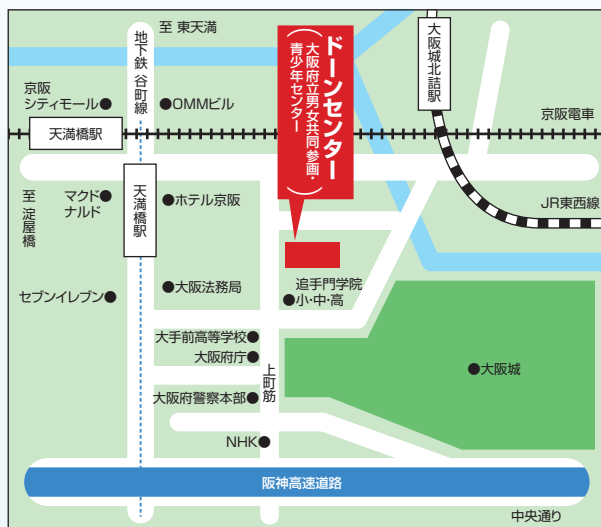 至 東天満
地下鉄 谷町線
京阪
シティモール
OMMビル
天満橋駅
ドーンセンター
(大阪府立男女共同参画・
青少年センター)
大阪城北詰駅
京阪電車
JR東西線
至 淀屋橋
マクド
ナルド
天満橋駅
ホテル京阪
セブンイレブン
大阪法務局
追手門学院
小・中・高
大手前高等学校
大阪府庁
上町筋
大阪府警察本部
NHK
大阪城
阪神高速道路
中央通り